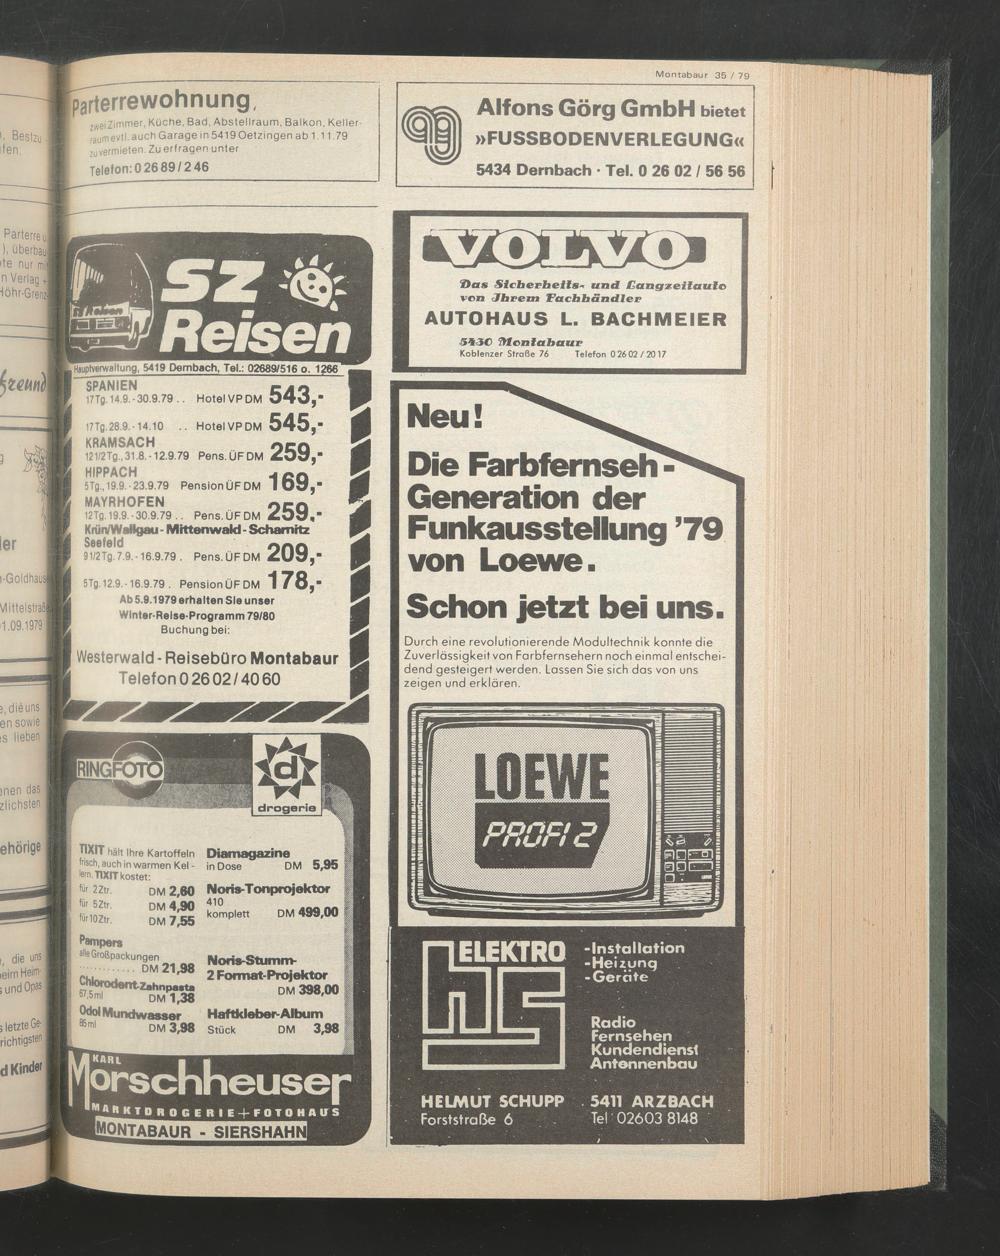 Montabaur 35 / 79
Parterrewohnung,
zwei Zimmer, Küche, Bad, Abstellraum, Balkon, Keller-
raum evtl. auch Garage in 5419 Oetzingen ab 1.11.79
zu vermieten. Zu erfragen unter
Telefon: 0 26 89 / 2 46
SZ
Reisen
SZ Reisen
Hauptverwaltung, 5419 Dernbach, Tel.: 02689/516 o. 1266
SPANIEN
17 Tg. 14.9. - 30.9.79 . . Hotel VP DM 543,-
17 Tg. 28.9. - 14.10 . . Hotel VP DM 545,-
KRAMSACH
12 1/2 Tg., 31.8. - 12.9.79 Pens. ÜF DM 259,-
HIPPACH
5 Tg., 19.9. - 23.9.79 Pension ÜF DM 169,-
MAYRHOFEN
12 Tg. 19.9. - 30.9.79 . . Pens. ÜF DM 259,-
Krün/Wallgau - Mittenwald - Scharnitz
Seefeld
9 1/2 Tg. 7.9. - 16.9.79 . Pens. ÜF DM 209,-
5 Tg. 12.9. - 16.9.79 . Pension ÜF DM 178,-
Ab 5.9.1979 erhalten Sie unser
Winter-Reise-Programm 79/80
Buchung bei:
Westerwald - Reisebüro Montabaur
Telefon 0 26 02 / 40 60
RINGFOTO
d
drogerie
TIXIT hält Ihre Kartoffeln
frisch, auch in warmen Kel -
lern. TIXIT kostet:
für 2 Ztr. DM 2,60
für 5 Ztr. DM 4,90
für 10 Ztr. DM 7,55
Pampers
alle Großpackungen
. . . . . . . . . . . . DM 21,98
Chlorodent-Zahnpasta
67,5 ml DM 1,38
Odol Mundwasser
85 ml DM 3,98
Diamagazine
in Dose DM 5,95
Noris-Tonprojektor
410
komplett DM 499,00
Noris-Stumm-
2 Format-Projektor
DM 398,00
Haftkleber-Album
Stück DM 3,98
KARL
Morschheuser
MARKTDROGERIE + FOTOHAUS
MONTABAUR - SIERSHAHN
Alfons Görg GmbH bietet
»FUSSBODENVERLEGUNG«
5434 Dernbach · Tel. 0 26 02 / 56 56
VOLVO
Das Sicherheits- und Langzeitauto
von Ihrem Fachhändler
AUTOHAUS L. BACHMEIER
5430 Montabaur
Koblenzer Straße 76 Telefon 0 26 02 / 20 17
Neu!
Die Farbfernseh -
Generation der
Funkausstellung '79
von Loewe.
Schon jetzt bei uns.
Durch eine revolutionierende Modultechnik konnte die
Zuverlässigkeit von Farbfernsehern noch einmal entschei-
dend gesteigert werden. Lassen Sie sich das von uns
zeigen und erklären.
LOEWE
PROFI 2
ELEKTRO
hS
-Installation
-Heizung
-Geräte
Radio
Fernsehen
Kundendienst
Antennenbau
HELMUT SCHUPP . 5411 ARZBACH
Forststraße 6 Tel 02603 8148